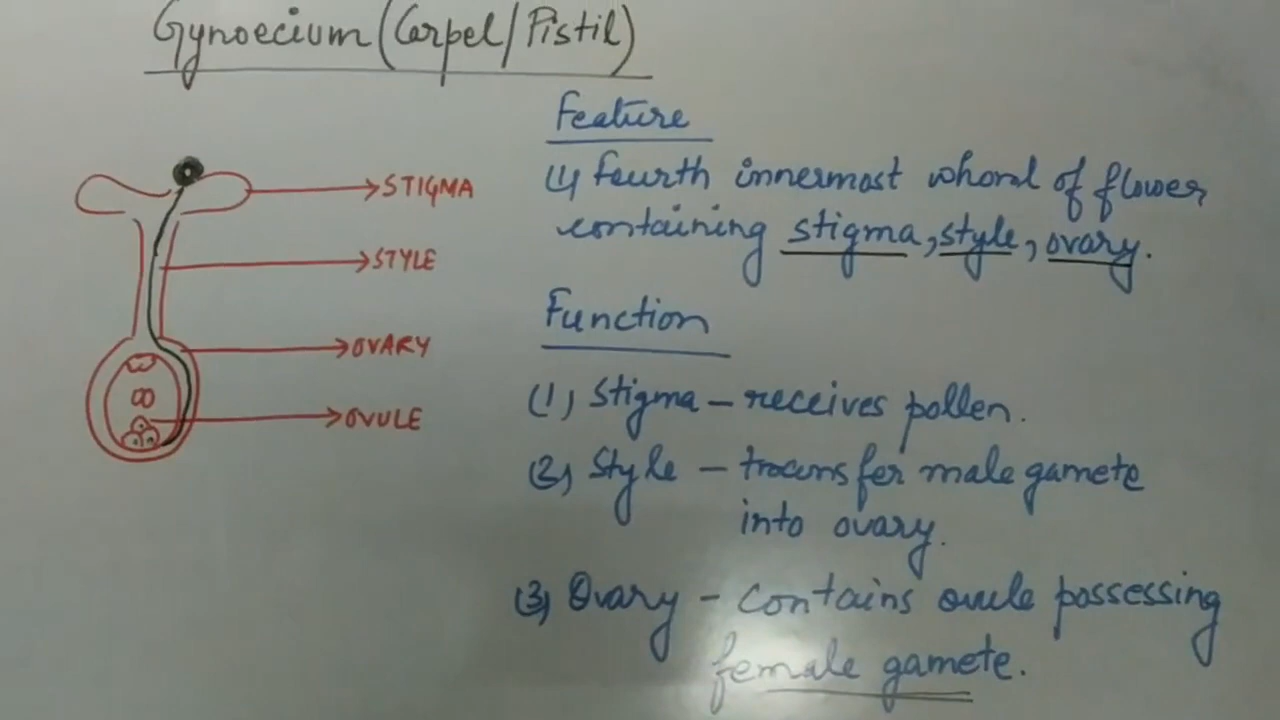 Gynoecium (Carpel/Pistil)
STIGMA
STYLE
OVARY
OVULE
Feature
(1) Fourth innermost whoral of flower
containing stigma, style, ovary.
Function
(1) Stigma – receives pollen.
(2) Style – transfer male gamete
into ovary.
(3) Ovary – contains ovule possessing
female gamete.